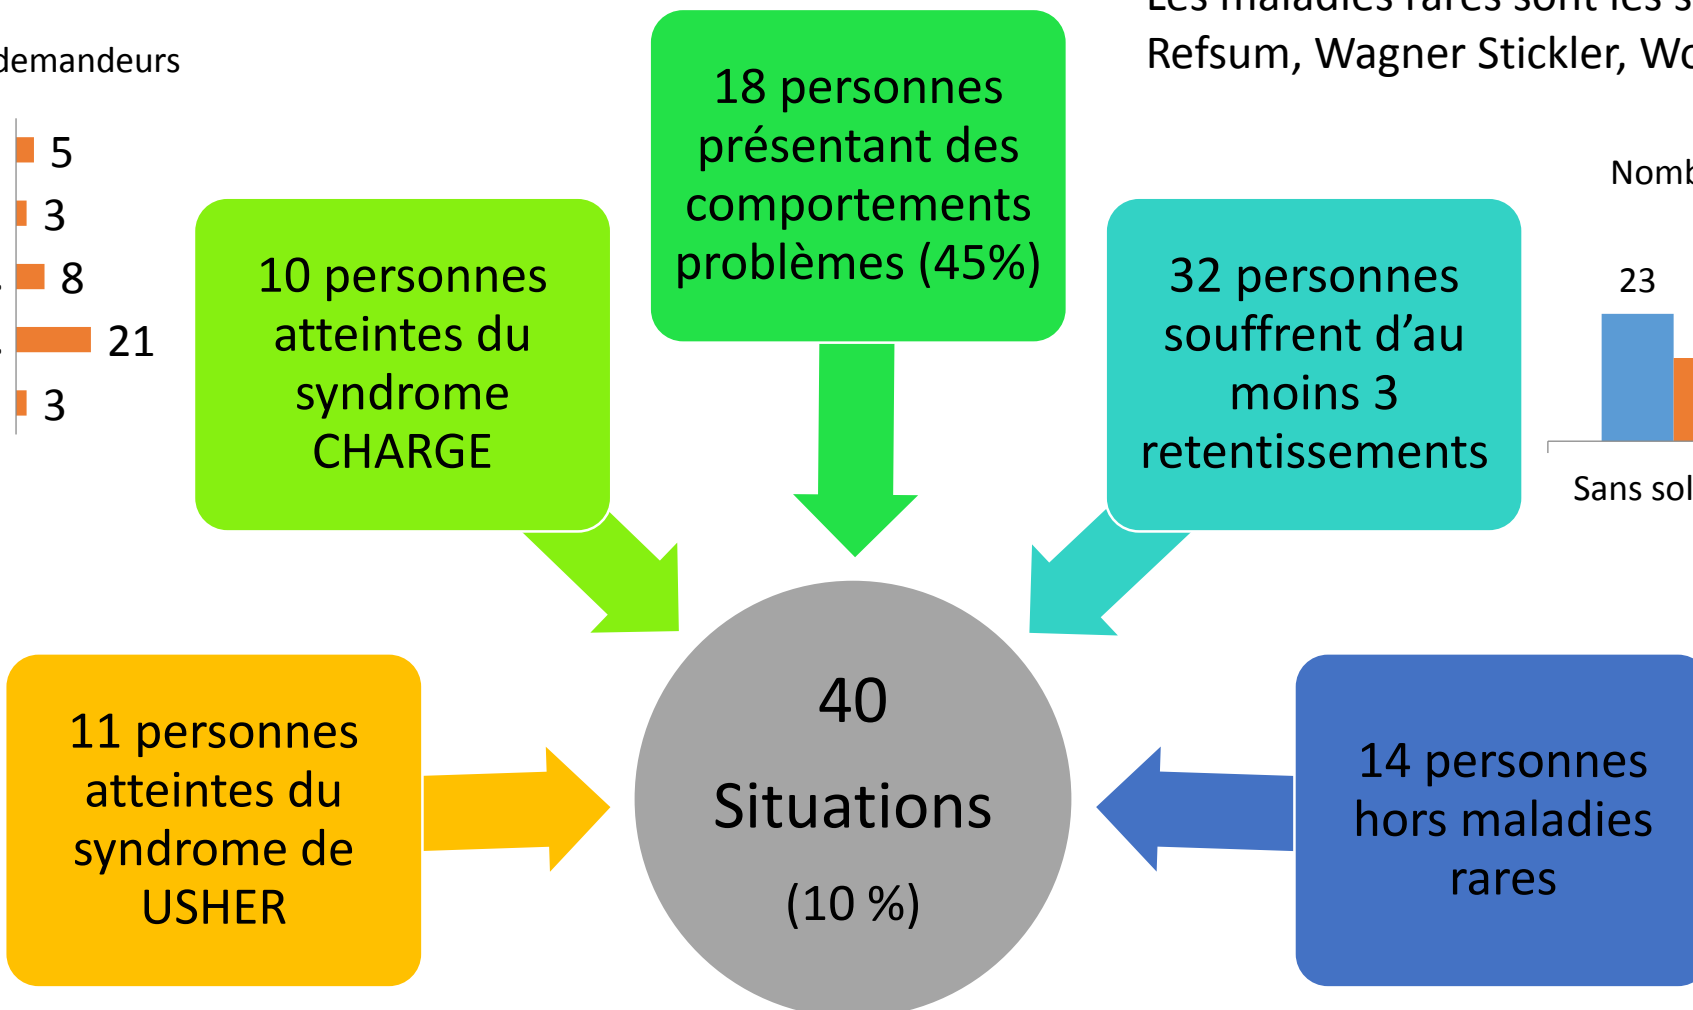 Refsum, Wagner Stickler,
demandeurs
5
3
8
21
3
10 personnes
atteintes du
syndrome
CHARGE
18 personnes
présentant des
comportements
problèmes (45%)
32 personnes
souffrent d’au
moins 3
retentissements
23
Sans
11 personnes
atteintes du
syndrome de
USHER
40
Situations
(10 %)
14 personnes
hors maladies
rares